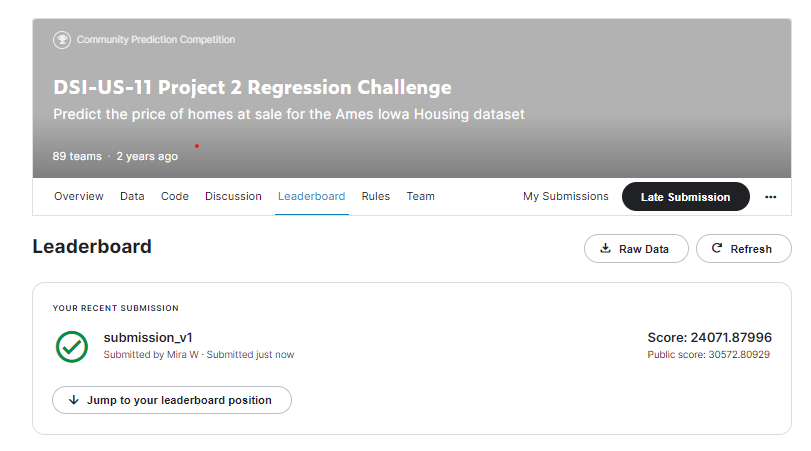 Community Prediction Competition
DSI-US-11 Project 2 Regression Challenge
Predict the price of homes at sale for the Ames Iowa Housing dataset
89 teams · 2 years ago
Overview Data Code Discussion Leaderboard Rules Team My Submissions Late Submission ...
Leaderboard Raw Data Refresh
YOUR RECENT SUBMISSION
submission_v1 Score: 24071.87996
Submitted by Mira W · Submitted just now Public score: 30572.80929
Jump to your leaderboard position